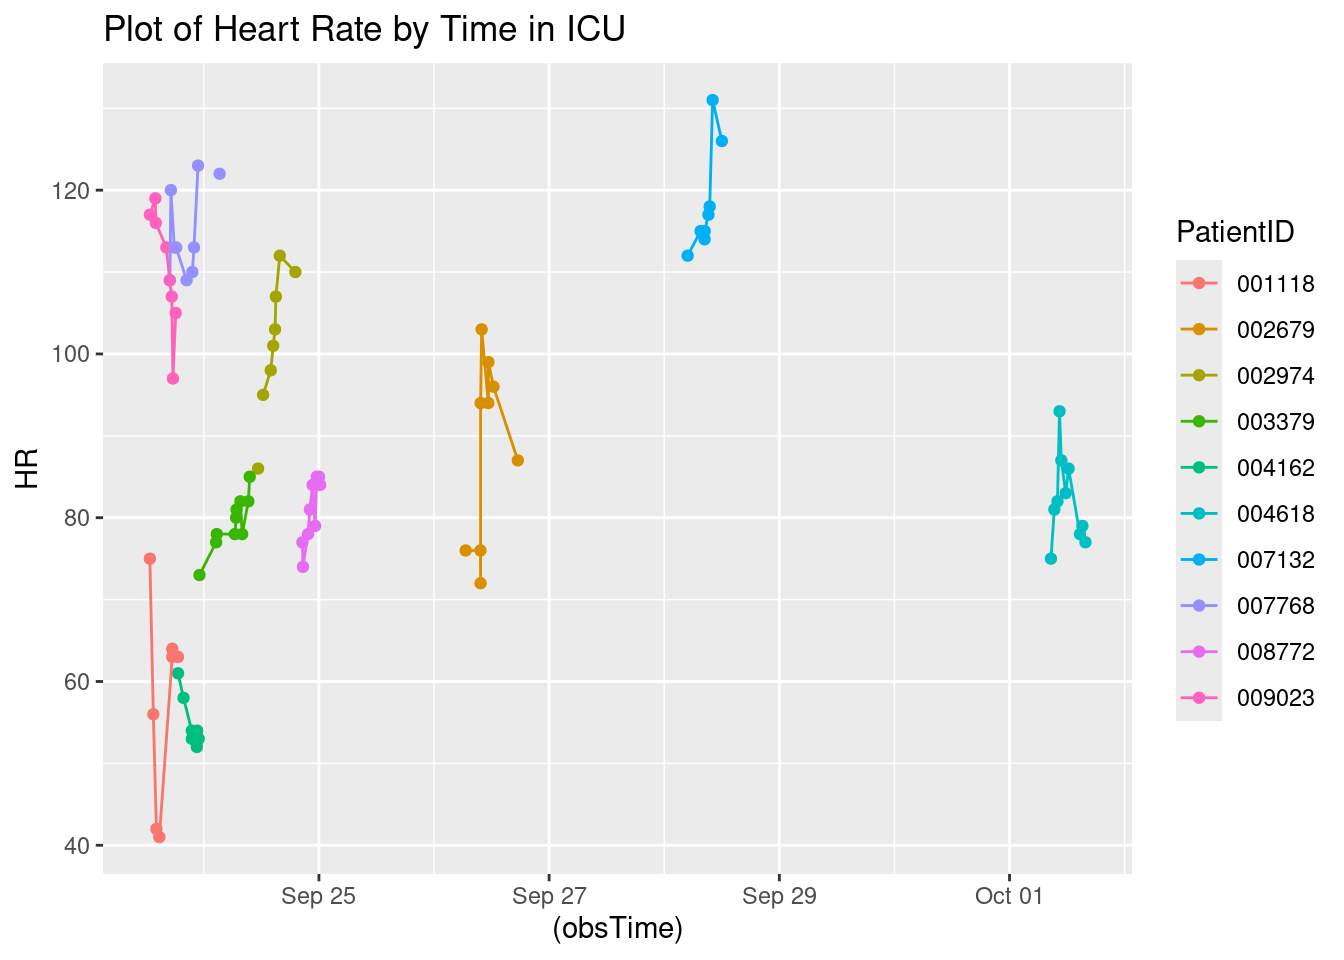 Plot of Heart Rate by Time in ICU
HR
120
100
80
60
40
Sep 25
Sep 27
Sep 29
Oct 01
(obsTime)
PatientID
001118
002679
002974
003379
004162
004618
007132
007768
008772
009023